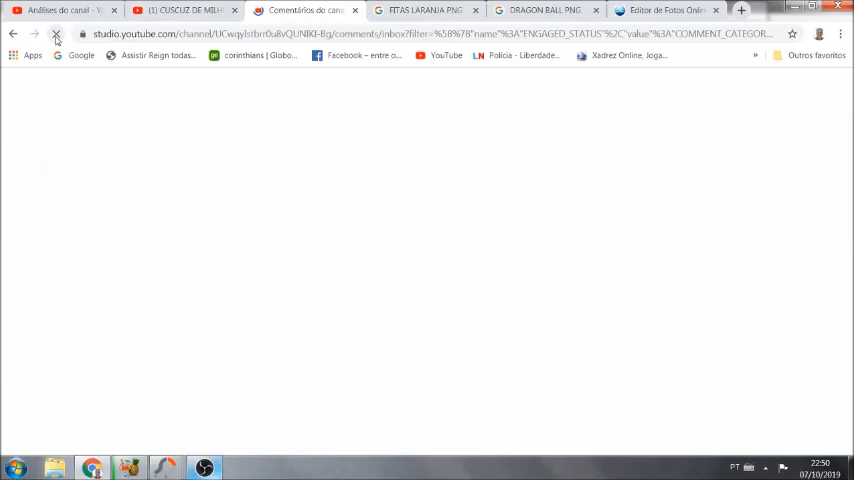 Análises do canal - Yo
(1) CUSCUZ DE MILH
Comentários do cana
FITAS LARANJA PNG
DRAGON BALL PNG
Editor de Fotos Online
studio.youtube.com/channel/UCwqylstbrr0u8vQUNIKI-Bg/comments/inbox?filter=%5B%7B"name"%3A"ENGAGED_STATUS"%2C"value"%3A"COMMENT_CATEGOR...
Apps Google Assistir Reign todas... corinthians | Globo... Facebook – entre o... YouTube LN Polícia - Liberdade... Xadrez Online, Joga... » Outros favoritos
PT 22:50
07/10/2019